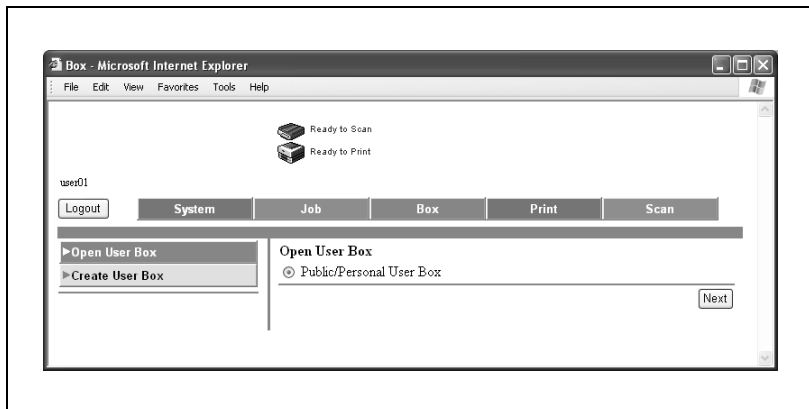 Box - Microsoft Internet Explorer
File Edit View Favorites Tools Help
Ready to Scan
Ready to Print
user01
Logout System Job Box Print Scan
Open User Box
Create User Box
Open User Box
Public/Personal User Box
Next